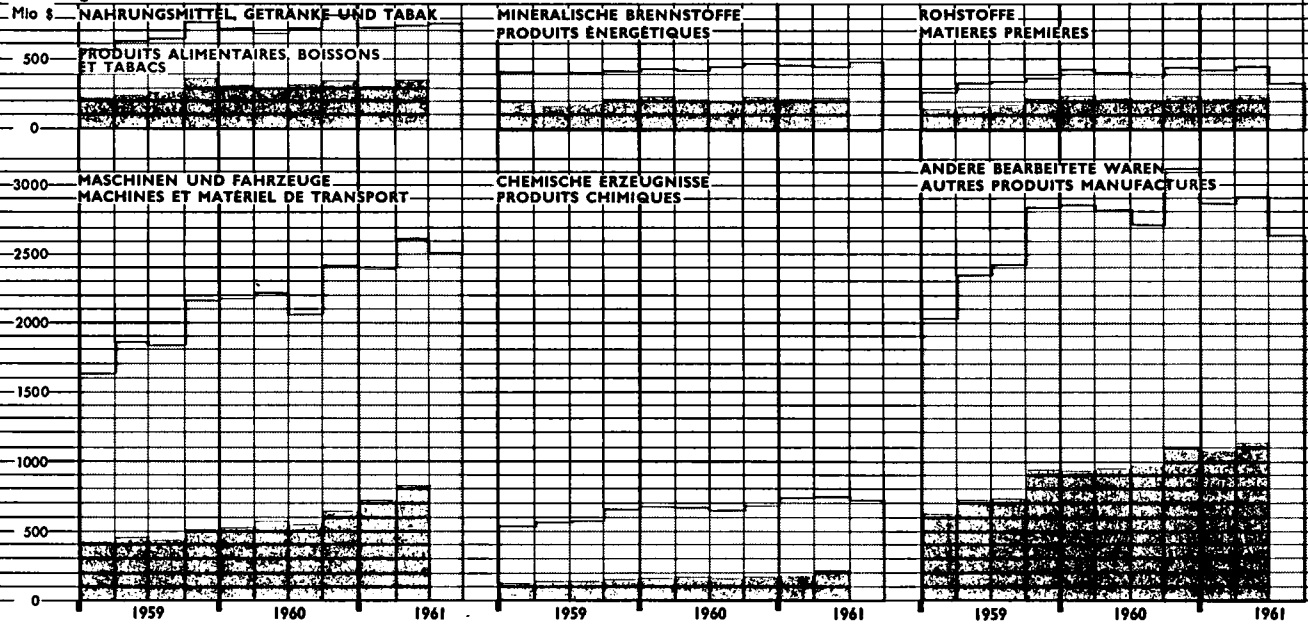 Mio $
NAHRUNGSMITTEL, GETRÄNKE UND TABAK
PRODUITS ALIMENTAIRES, BOISSONS
ET TABACS
MINERALISCHE BRENNSTOFFE
PRODUITS ÉNERGÉTIQUES
ROHSTOFFE
MATIÈRES PREMIÈRES
500
0
MASCHINEN UND FAHRZEUGE
MACHINES ET MATÉRIEL DE TRANSPORT
CHEMISCHE ERZEUGNISSE
PRODUITS CHIMIQUES
ANDERE BEARBEITETE WAREN
AUTRES PRODUITS MANUFACTURÉS
3000
2500
2000
1500
1000
500
0
1959 1960 1961
1959 1960 1961
1959 1960 1961